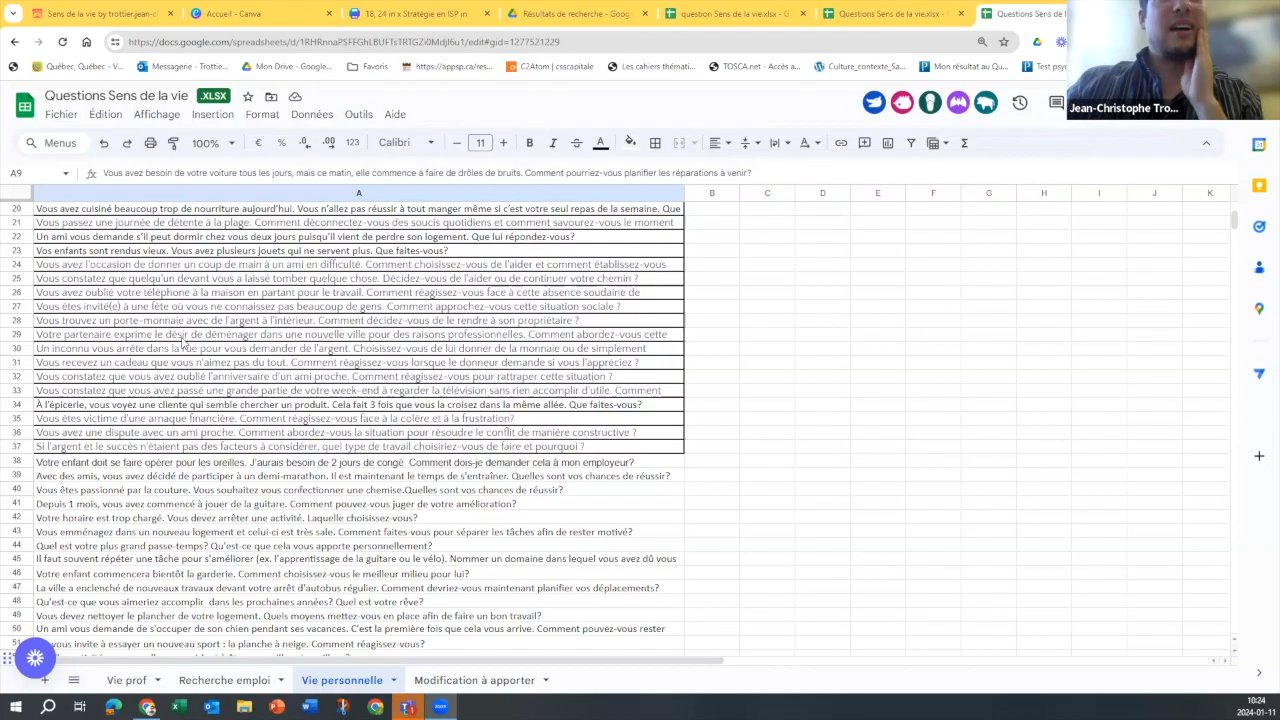 Sens de la vie by trottier.jean-c
Accueil - Canva
18, 24 in x Stratégie en ISP in
Résultats de recherche - Goog
question Sens de la vie.xlsx -
Questions Sens de la vie.xlsx -
Questions Sens de la vi
https://docs.google.com/spreadsheets/d/1RHRnnaPSFFGhLBUFTsTRTGZi0MdjI6u1/edit#gid=1277521229
Québec, Québec - V...
Messagerie - Trottie...
Mon Drive - Google...
Favoris
https://appsp.ca/res...
C2Atom | csscapitale
Les cahiers thémati...
TOSCA.net - Accès a...
Culture_contexte_Sa...
Mon résultat au Qu...
Test psy
Jean-Christophe Tro...
Questions Sens de la vie .XLSX
Fichier Édition Affichage Insertion Format Données Outils Aide
Menus 100% € % .0 .00 123 Calibri 11 B I A Σ
A9 fx Vous avez besoin de votre voiture tous les jours, mais ce matin, elle commence à faire de drôles de bruits. Comment pourriez-vous planifier les réparations à venir?
A B C D E F G H I J K
20 Vous avez cuisiné beaucoup trop de nourriture aujourd'hui. Vous n'allez pas réussir à tout manger même si c'est votre seul repas de la semaine. Que
21 Vous passez une journée de détente à la plage. Comment déconnectez-vous des soucis quotidiens et comment savourez-vous le moment
22 Un ami vous demande s'il peut dormir chez vous deux jours puisqu'il vient de perdre son logement. Que lui répondez-vous?
23 Vos enfants sont rendus vieux. Vous avez plusieurs jouets qui ne servent plus. Que faites-vous?
24 Vous avez l'occasion de donner un coup de main à un ami en difficulté. Comment choisissez-vous de l'aider et comment établissez-vous
25 Vous constatez que quelqu'un devant vous a laissé tomber quelque chose. Décidez-vous de l'aider ou de continuer votre chemin ?
26 Vous avez oublié votre téléphone à la maison en partant pour le travail. Comment réagissez-vous face à cette absence soudaine de
27 Vous êtes invité(e) à une fête où vous ne connaissez pas beaucoup de gens. Comment approchez-vous cette situation sociale ?
28 Vous trouvez un porte-monnaie avec de l'argent à l'intérieur. Comment décidez-vous de le rendre à son propriétaire ?
29 Votre partenaire exprime le désir de déménager dans une nouvelle ville pour des raisons professionnelles. Comment abordez-vous cette
30 Un inconnu vous arrête dans la rue pour vous demander de l'argent. Choisissez-vous de lui donner de la monnaie ou de simplement
31 Vous recevez un cadeau que vous n'aimez pas du tout. Comment réagissez-vous lorsque le donneur demande si vous l'appréciez ?
32 Vous constatez que vous avez oublié l'anniversaire d'un ami proche. Comment réagissez-vous pour rattraper cette situation ?
33 Vous constatez que vous avez passé une grande partie de votre week-end à regarder la télévision sans rien accomplir d'utile. Comment
34 À l'épicerie, vous voyez une cliente qui semble chercher un produit. Cela fait 3 fois que vous la croisez dans la même allée. Que faites-vous?
35 Vous êtes victime d'une arnaque financière. Comment réagissez-vous face à la colère et à la frustration?
36 Vous avez une dispute avec un ami proche. Comment abordez-vous la situation pour résoudre le conflit de manière constructive ?
37 Si l'argent et le succès n'étaient pas des facteurs à considérer, quel type de travail choisiriez-vous de faire et pourquoi ?
38 Votre enfant doit se faire opérer pour les oreilles. J'aurais besoin de 2 jours de congé. Comment dois-je demander cela à mon employeur?
39 Avec des amis, vous avez décidé de participer à un demi-marathon. Il est maintenant le temps de s'entraîner. Quelles sont vos chances de réussir?
40 Vous êtes passionné par la couture. Vous souhaitez vous confectionner une chemise.Quelles sont vos chances de réussir?
41 Depuis 1 mois, vous avez commencé à jouer de la guitare. Comment pouvez-vous juger de votre amélioration?
42 Votre horaire est trop chargé. Vous devez arrêter une activité. Laquelle choisissez-vous?
43 Vous emménagez dans un nouveau logement et celui-ci est très sale. Comment faites-vous pour séparer les tâches afin de rester motivé?
44 Quel est votre plus grand passe-temps? Qu'est-ce que cela vous apporte personnellement?
45 Il faut souvent répéter une tâche pour s'améliorer (ex. l'apprentissage de la guitare ou le vélo). Nommer un domaine dans lequel vous avez dû vous
46 Votre enfant commencera bientôt la garderie. Comment choisissez-vous le meilleur milieu pour lui?
47 La ville a enclenché de nouveaux travaux devant votre arrêt d'autobus régulier. Comment devriez-vous maintenant planifier vos déplacements?
48 Qu'est-ce que vous aimeriez accomplir dans les prochaines années? Quel est votre rêve?
49 Vous devez nettoyer le plancher de votre logement. Quels moyens mettez-vous en place afin de faire un bon travail?
50 Un ami vous demande de s'occuper de son chien pendant ses vacances. C'est la première fois que cela vous arrive. Comment pouvez-vous rester
51 vous invite à essayer un nouveau sport : la planche à neige. Comment réagissez-vous?
Vie prof Recherche emploi Vie personnelle Modification à apporter
10:24
2024-01-11